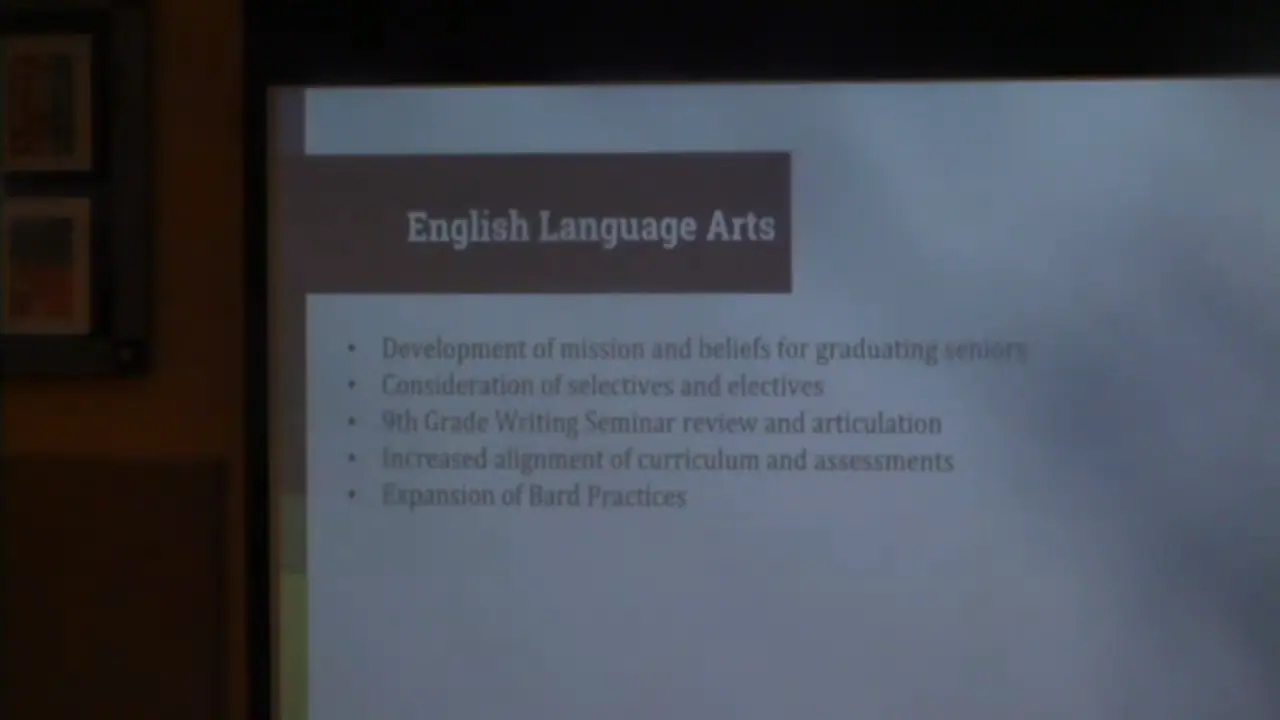 English Language Arts
• Development of mission and beliefs for graduating seniors
• Consideration of selectives and electives
• 9th Grade Writing Seminar review and articulation
• Increased alignment of curriculum and assessments
• Expansion of Bard Practices